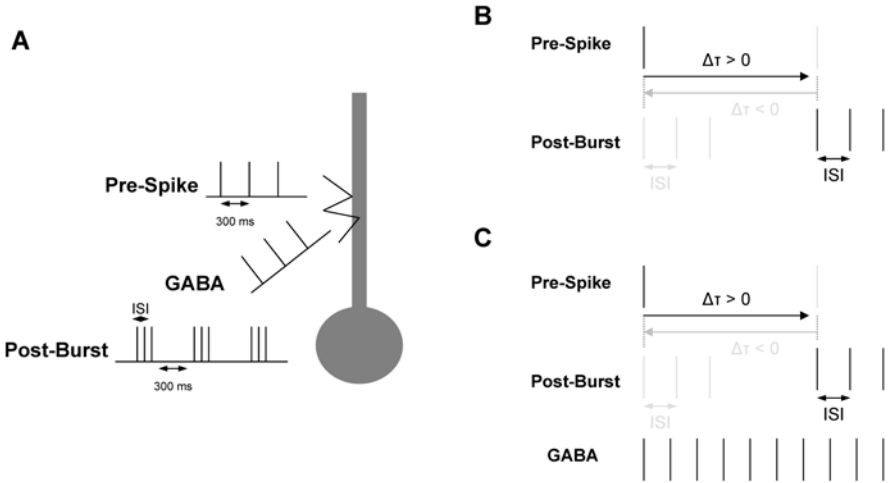 A
Pre-Spike
300 ms
GABA
ISI
Post-Burst
300 ms
B
Pre-Spike
Δτ > 0
Δτ < 0
Post-Burst
ISI
ISI
C
Pre-Spike
Δτ > 0
Δτ < 0
Post-Burst
ISI
ISI
GABA